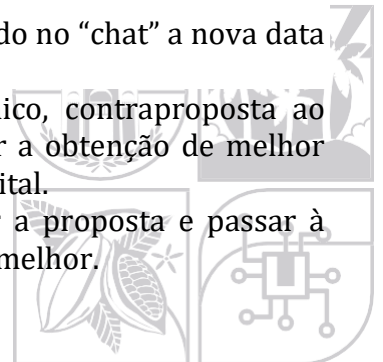 do no “chat” a nova data
ico, contraproposta ao
r a obtenção de melhor
ital.
r a proposta e passar à
melhor.